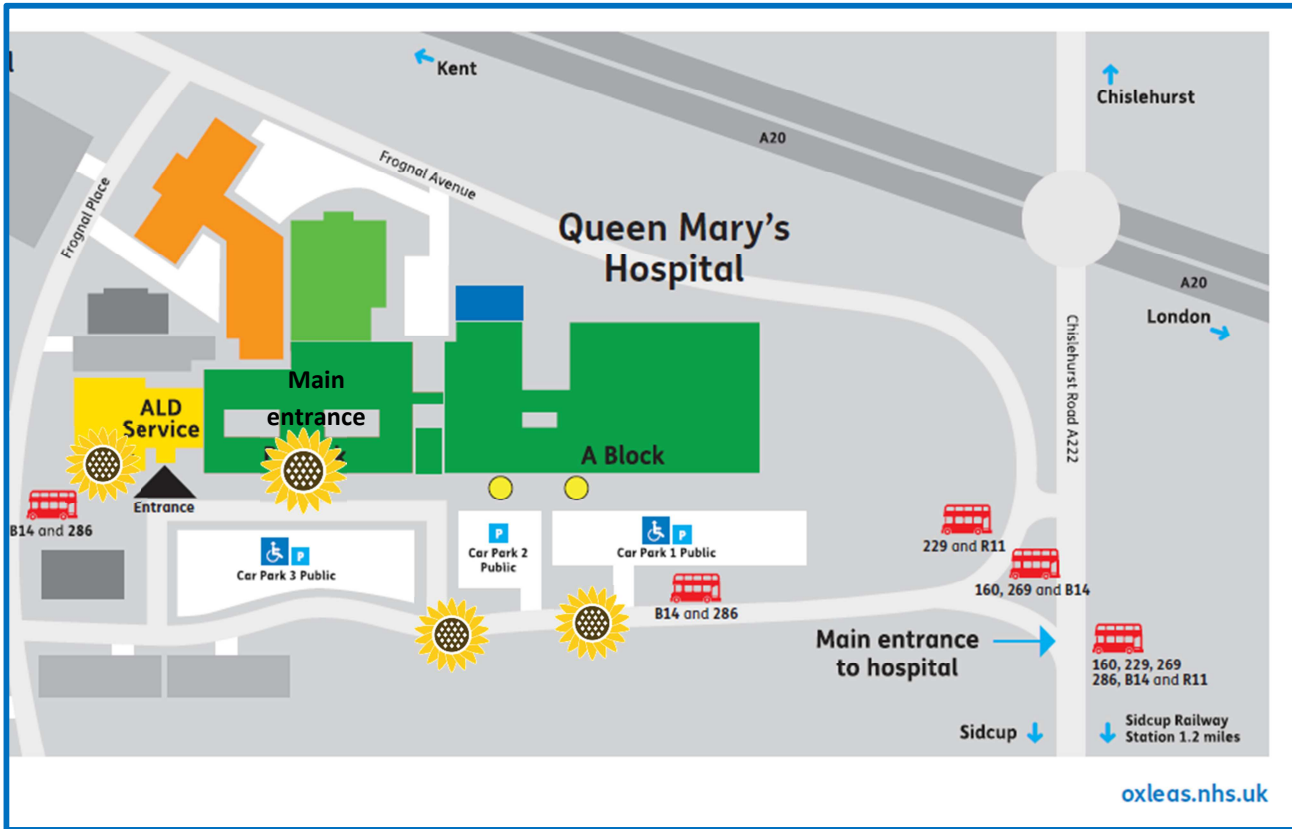 Kent
Chislehurst
A20
Frognal Avenue
Frognal Place
Queen Mary's
Hospital
A20
London
Chislehurst Road A222
Main
entrance
ALD
Service
A Block
Entrance
B14 and 286
P
Car Park 3 Public
P
Car Park 2
Public
P
Car Park 1 Public
B14 and 286
229 and R11
160, 269 and B14
Main entrance
to hospital
160, 229, 269
286, B14 and R11
Sidcup
Sidcup Railway
Station 1.2 miles
oxleas.nhs.uk